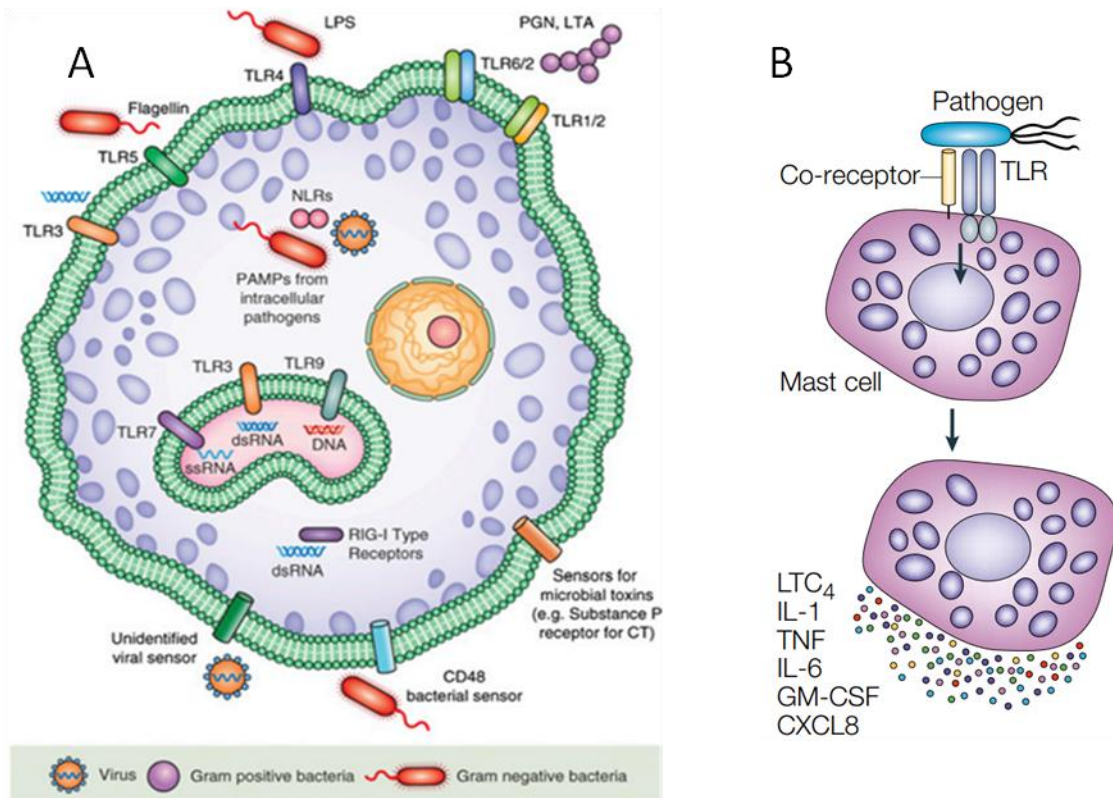 A
LPS
PGN, LTA
TLR4
TLR6/2
Flagellin
TLR1/2
TLR5
TLR3
NLRs
PAMPs from
intracellular
pathogens
TLR3
TLR9
TLR7
dsRNA
DNA
ssRNA
RIG-I Type
Receptors
dsRNA
Sensors for
microbial toxins
(e.g. Substance P
receptor for CT)
Unidentified
viral sensor
CD48
bacterial sensor
Virus
Gram positive bacteria
Gram negative bacteria
B
Pathogen
Co-receptor
TLR
Mast cell
LTC4
IL-1
TNF
IL-6
GM-CSF
CXCL8